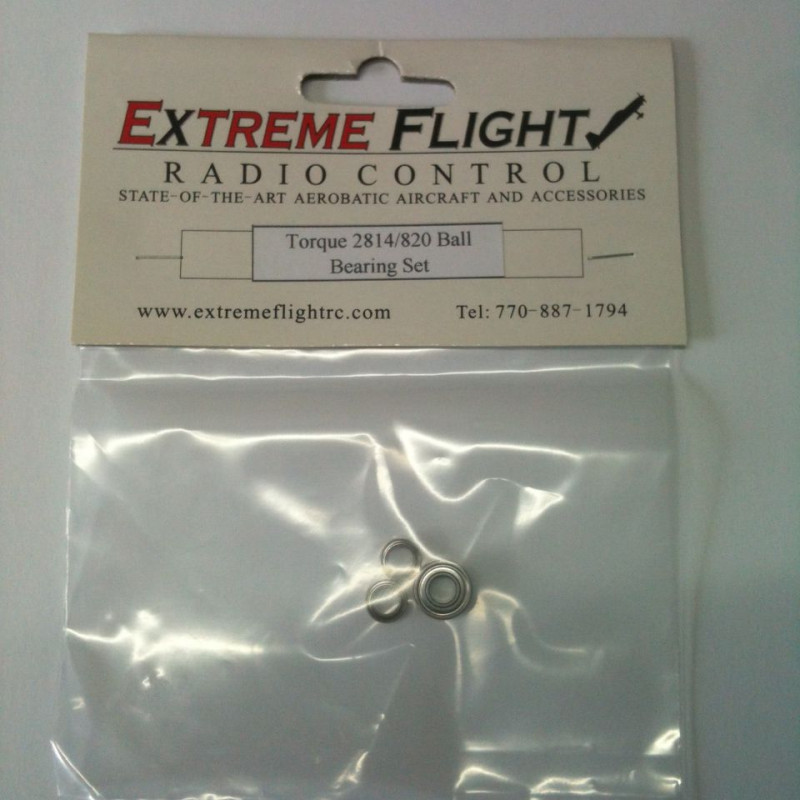 EXTREME FLIGHT
RADIO CONTROL
STATE-OF-THE-ART AEROBATIC AIRCRAFT AND ACCESSORIES
Torque 2814/820 Ball
Bearing Set
www.extremeflightrc.com Tel: 770-887-1794